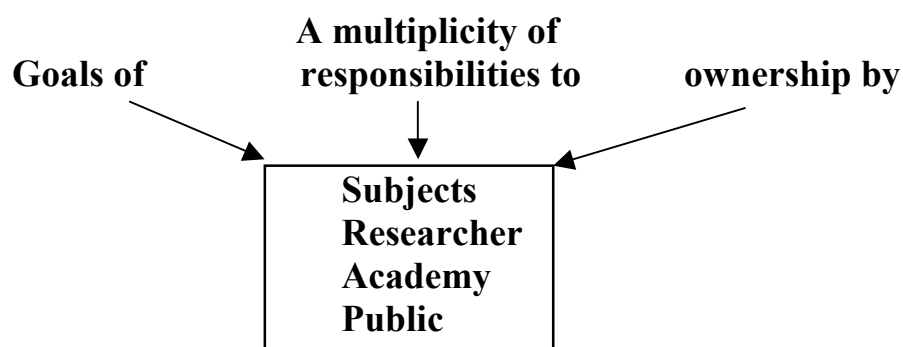 A multiplicity of
Goals of responsibilities to ownership by
Subjects
Researcher
Academy
Public